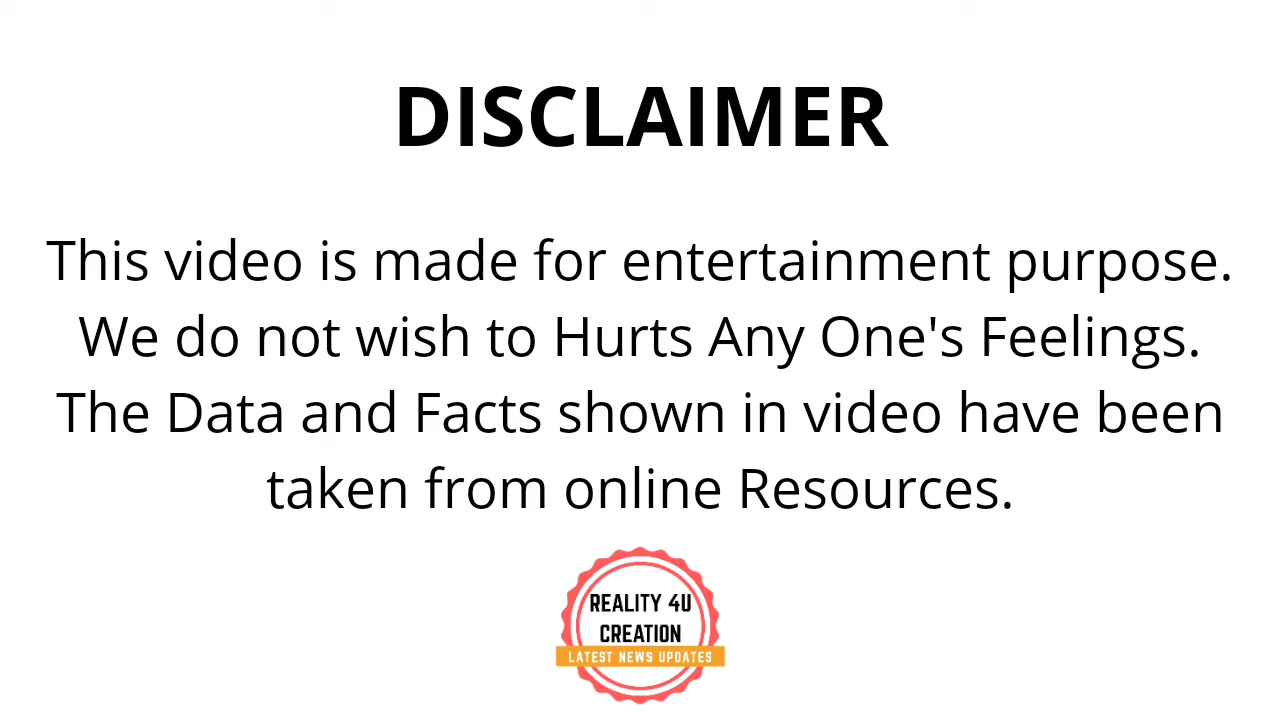 DISCLAIMER
This video is made for entertainment purpose.
We do not wish to Hurts Any One's Feelings.
The Data and Facts shown in video have been
taken from online Resources.
REALITY 4U
CREATION
LATEST NEWS UPDATES